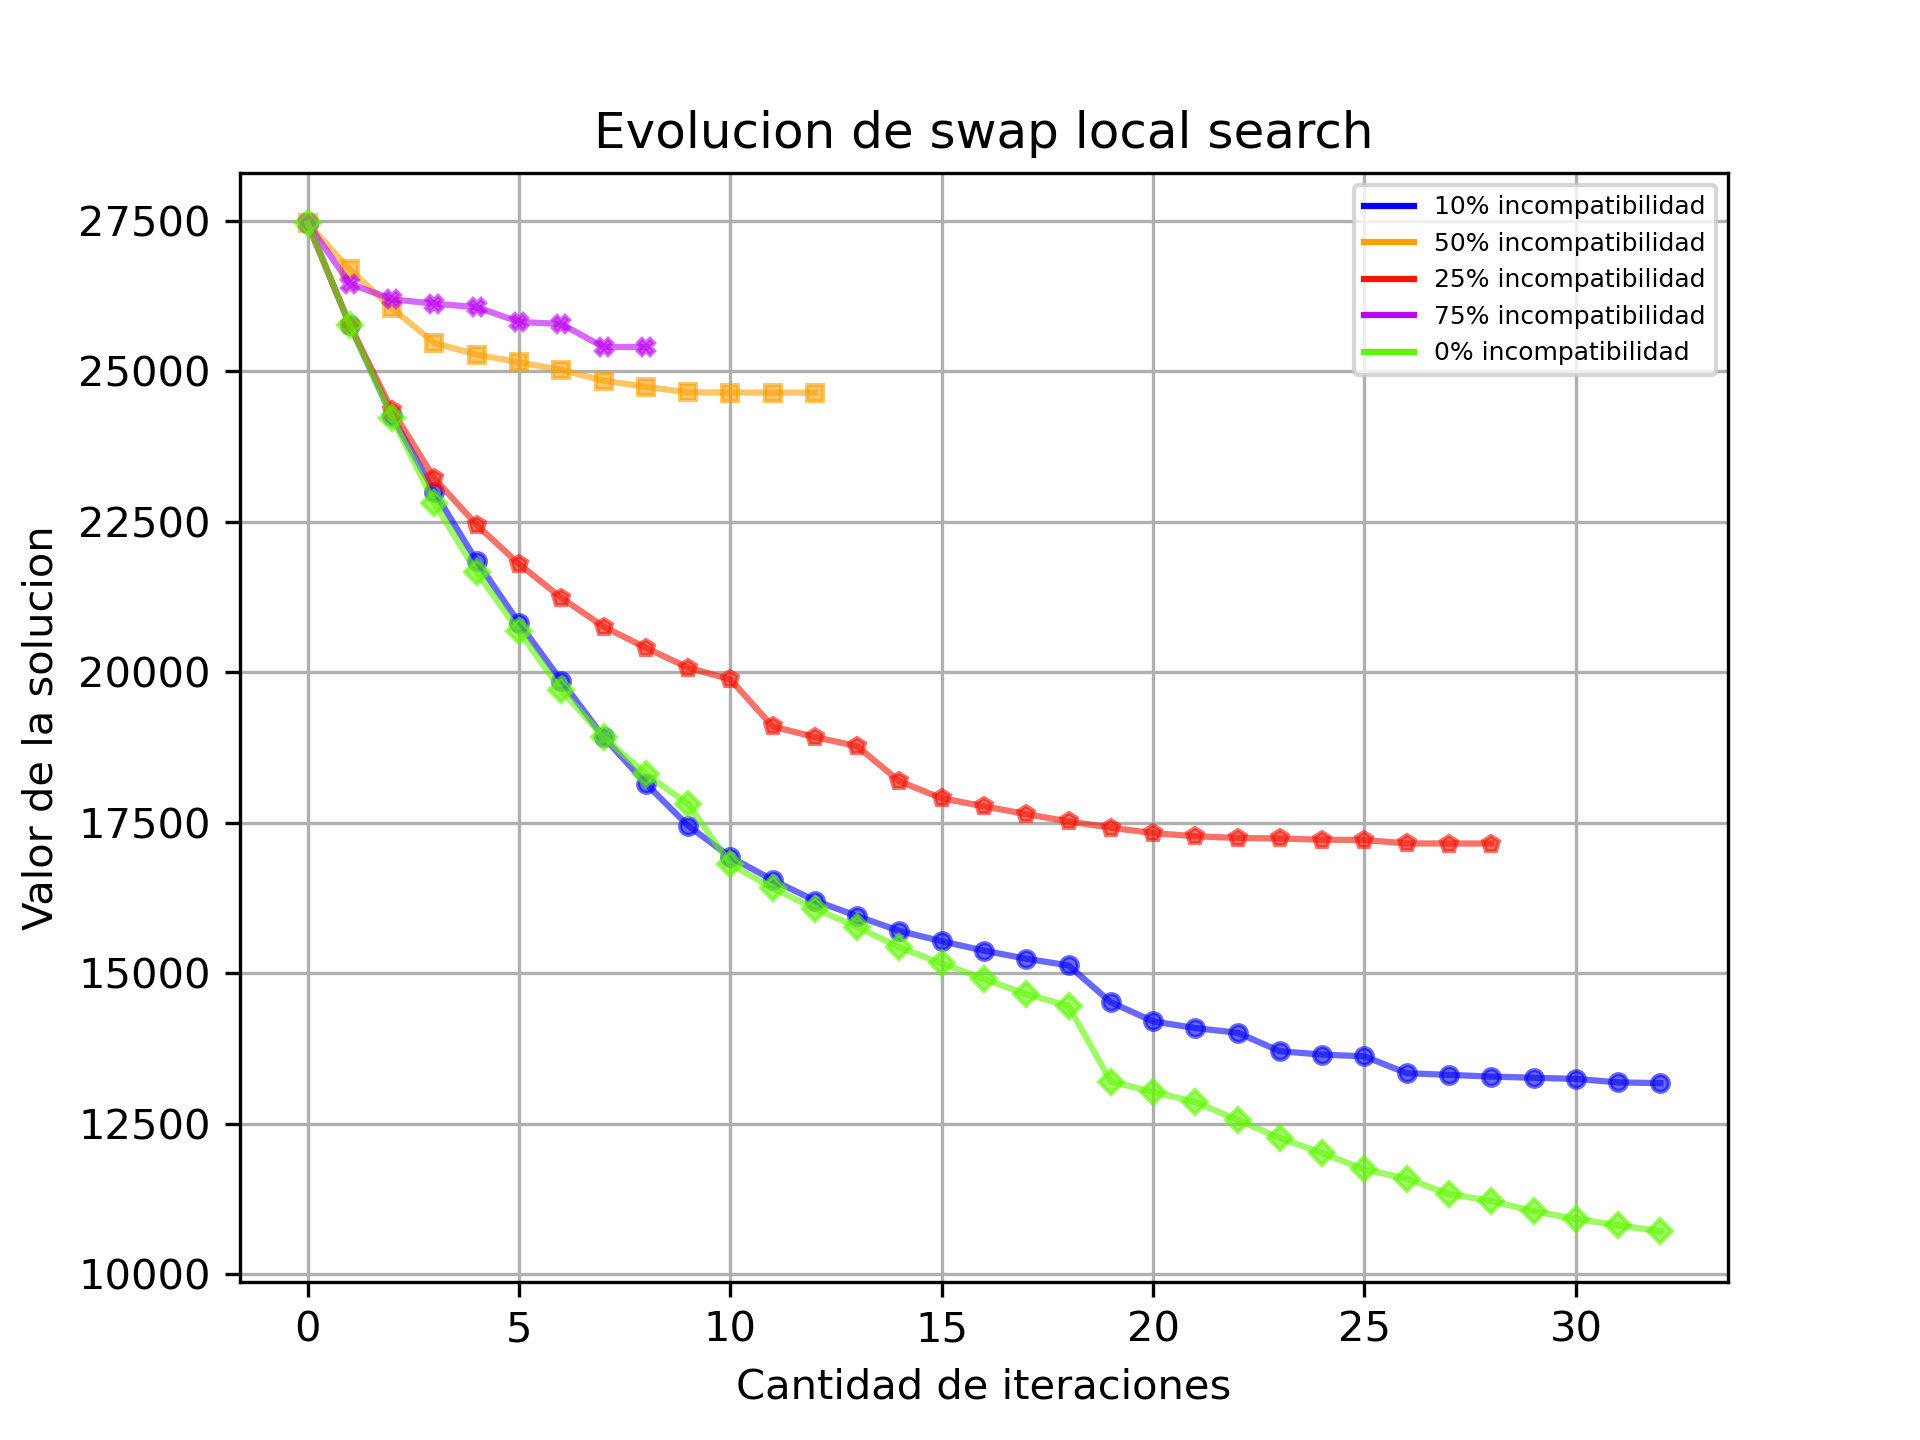 Evolucion de swap local search
10% incompatibilidad
50% incompatibilidad
25% incompatibilidad
75% incompatibilidad
0% incompatibilidad
Valor de la solucion
27500
25000
22500
20000
17500
15000
12500
10000
0 5 10 15 20 25 30
Cantidad de iteraciones